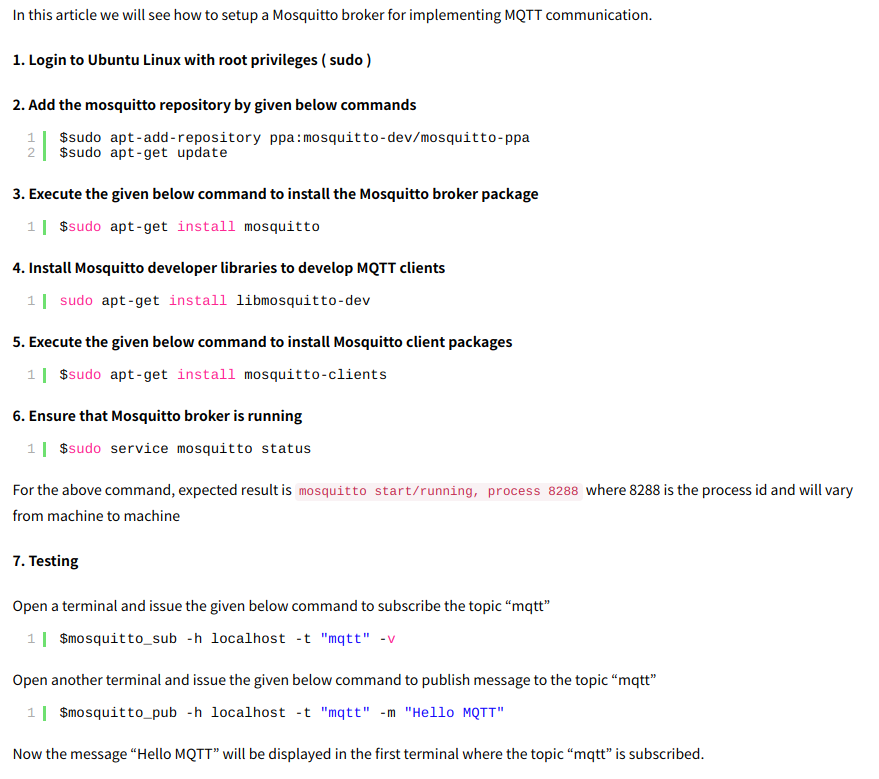 In this article we will see how to setup a Mosquitto broker for implementing MQTT communication.
1. Login to Ubuntu Linux with root privileges ( sudo )
2. Add the mosquitto repository by given below commands
1 $sudo apt-add-repository ppa:mosquitto-dev/mosquitto-ppa
2 $sudo apt-get update
3. Execute the given below command to install the Mosquitto broker package
1 $sudo apt-get install mosquitto
4. Install Mosquitto developer libraries to develop MQTT clients
1 sudo apt-get install libmosquitto-dev
5. Execute the given below command to install Mosquitto client packages
1 $sudo apt-get install mosquitto-clients
6. Ensure that Mosquitto broker is running
1 $sudo service mosquitto status
For the above command, expected result is mosquitto start/running, process 8288 where 8288 is the process id and will vary
from machine to machine
7. Testing
Open a terminal and issue the given below command to subscribe the topic “mqtt”
1 $mosquitto_sub -h localhost -t "mqtt" -v
Open another terminal and issue the given below command to publish message to the topic “mqtt”
1 $mosquitto_pub -h localhost -t "mqtt" -m "Hello MQTT"
Now the message “Hello MQTT” will be displayed in the first terminal where the topic “mqtt” is subscribed.